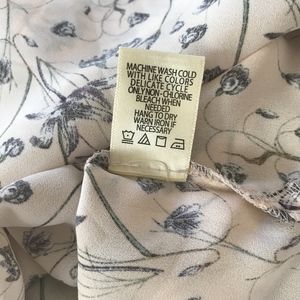 MACHINE WASH COLD
WITH LIKE COLORS
DELICATE CYCLE
ONLY NON-CHLORINE
BLEACH WHEN
NEEDED
HANG TO DRY
WARN IRON IF
NECESSARY